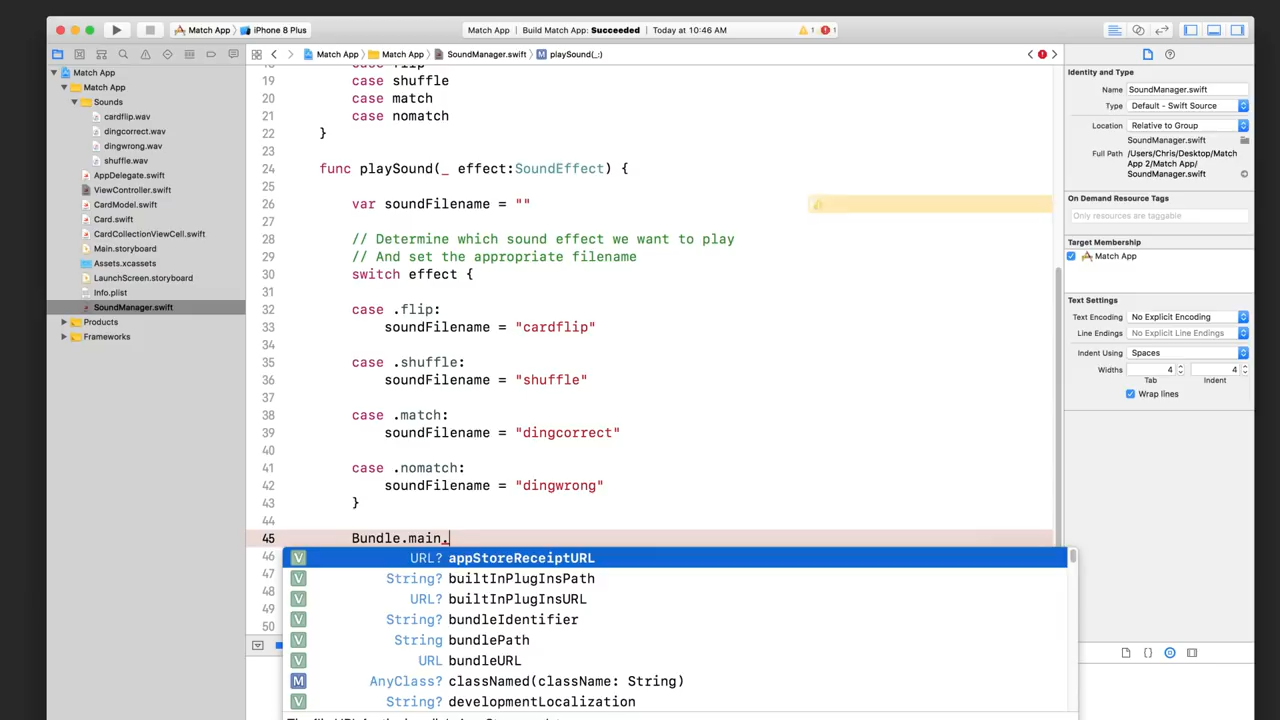 Match App
iPhone 8 Plus
Match App
Build Match App: Succeeded
Today at 10:46 AM
1
1
Match App
Match App
SoundManager.swift
M
playSound(_:)
Match App
Match App
Sounds
cardflip.wav
dingcorrect.wav
dingwrong.wav
shuffle.wav
AppDelegate.swift
ViewController.swift
CardModel.swift
Card.swift
CardCollectionViewCell.swift
Main.storyboard
Assets.xcassets
LaunchScreen.storyboard
Info.plist
SoundManager.swift
Products
Frameworks
19 case shuffle
20 case match
21 case nomatch
22 }
23
24 func playSound(_ effect:SoundEffect) {
25
26 var soundFilename = ""
27
28 // Determine which sound effect we want to play
29 // And set the appropriate filename
30 switch effect {
31
32 case .flip:
33 soundFilename = "cardflip"
34
35 case .shuffle:
36 soundFilename = "shuffle"
37
38 case .match:
39 soundFilename = "dingcorrect"
40
41 case .nomatch:
42 soundFilename = "dingwrong"
43 }
44
45 Bundle.main.
46
47
48
49
50
V URL? appStoreReceiptURL
V String? builtInPlugInsPath
V URL? builtInPlugInsURL
V String? bundleIdentifier
V String bundlePath
V URL bundleURL
M AnyClass? classNamed(className: String)
V String? developmentLocalization
Identity and Type
Name SoundManager.swift
Type Default - Swift Source
Location Relative to Group
SoundManager.swift
Full Path /Users/Chris/Desktop/Match
App 2/Match App/
SoundManager.swift
On Demand Resource Tags
Only resources are taggable
Target Membership
Match App
Text Settings
Text Encoding No Explicit Encoding
Line Endings No Explicit Line Endings
Indent Using Spaces
Widths 4 4
Tab Indent
Wrap lines